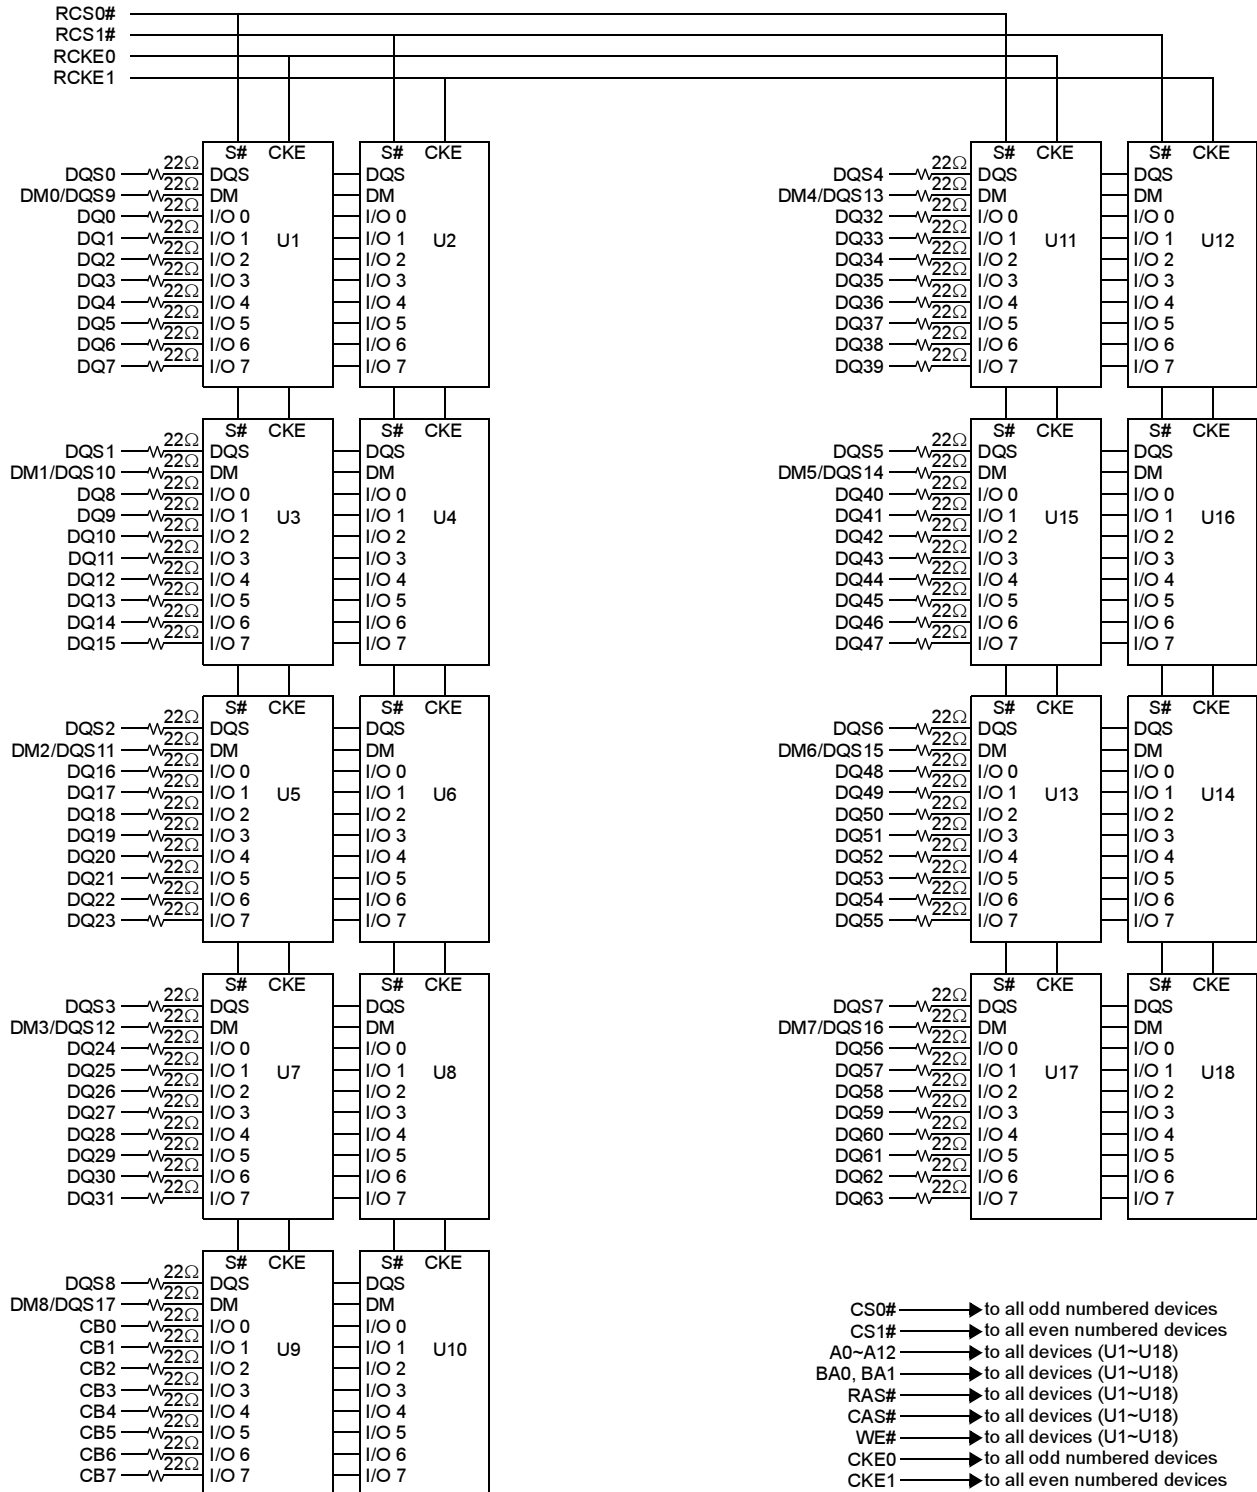 RCS0#
RCS1#
RCKE0
RCKE1
S# CKE
DQS0 22Ω DQS
DM0/DQS9 22Ω DM
DQ0 22Ω I/O 0
DQ1 22Ω I/O 1 U1
DQ2 22Ω I/O 2
DQ3 22Ω I/O 3
DQ4 22Ω I/O 4
DQ5 22Ω I/O 5
DQ6 22Ω I/O 6
DQ7 22Ω I/O 7
S# CKE
DQS
DM
I/O 0
I/O 1 U2
I/O 2
I/O 3
I/O 4
I/O 5
I/O 6
I/O 7
S# CKE
DQS4 22Ω DQS
DM4/DQS13 22Ω DM
DQ32 22Ω I/O 0
DQ33 22Ω I/O 1 U11
DQ34 22Ω I/O 2
DQ35 22Ω I/O 3
DQ36 22Ω I/O 4
DQ37 22Ω I/O 5
DQ38 22Ω I/O 6
DQ39 22Ω I/O 7
S# CKE
DQS
DM
I/O 0
I/O 1 U12
I/O 2
I/O 3
I/O 4
I/O 5
I/O 6
I/O 7
S# CKE
DQS1 22Ω DQS
DM1/DQS10 22Ω DM
DQ8 22Ω I/O 0
DQ9 22Ω I/O 1 U3
DQ10 22Ω I/O 2
DQ11 22Ω I/O 3
DQ12 22Ω I/O 4
DQ13 22Ω I/O 5
DQ14 22Ω I/O 6
DQ15 22Ω I/O 7
S# CKE
DQS
DM
I/O 0
I/O 1 U4
I/O 2
I/O 3
I/O 4
I/O 5
I/O 6
I/O 7
S# CKE
DQS5 22Ω DQS
DM5/DQS14 22Ω DM
DQ40 22Ω I/O 0
DQ41 22Ω I/O 1 U15
DQ42 22Ω I/O 2
DQ43 22Ω I/O 3
DQ44 22Ω I/O 4
DQ45 22Ω I/O 5
DQ46 22Ω I/O 6
DQ47 22Ω I/O 7
S# CKE
DQS
DM
I/O 0
I/O 1 U16
I/O 2
I/O 3
I/O 4
I/O 5
I/O 6
I/O 7
S# CKE
DQS2 22Ω DQS
DM2/DQS11 22Ω DM
DQ16 22Ω I/O 0
DQ17 22Ω I/O 1 U5
DQ18 22Ω I/O 2
DQ19 22Ω I/O 3
DQ20 22Ω I/O 4
DQ21 22Ω I/O 5
DQ22 22Ω I/O 6
DQ23 22Ω I/O 7
S# CKE
DQS
DM
I/O 0
I/O 1 U6
I/O 2
I/O 3
I/O 4
I/O 5
I/O 6
I/O 7
S# CKE
DQS6 22Ω DQS
DM6/DQS15 22Ω DM
DQ48 22Ω I/O 0
DQ49 22Ω I/O 1 U13
DQ50 22Ω I/O 2
DQ51 22Ω I/O 3
DQ52 22Ω I/O 4
DQ53 22Ω I/O 5
DQ54 22Ω I/O 6
DQ55 22Ω I/O 7
S# CKE
DQS
DM
I/O 0
I/O 1 U14
I/O 2
I/O 3
I/O 4
I/O 5
I/O 6
I/O 7
S# CKE
DQS3 22Ω DQS
DM3/DQS12 22Ω DM
DQ24 22Ω I/O 0
DQ25 22Ω I/O 1 U7
DQ26 22Ω I/O 2
DQ27 22Ω I/O 3
DQ28 22Ω I/O 4
DQ29 22Ω I/O 5
DQ30 22Ω I/O 6
DQ31 22Ω I/O 7
S# CKE
DQS
DM
I/O 0
I/O 1 U8
I/O 2
I/O 3
I/O 4
I/O 5
I/O 6
I/O 7
S# CKE
DQS7 22Ω DQS
DM7/DQS16 22Ω DM
DQ56 22Ω I/O 0
DQ57 22Ω I/O 1 U17
DQ58 22Ω I/O 2
DQ59 22Ω I/O 3
DQ60 22Ω I/O 4
DQ61 22Ω I/O 5
DQ62 22Ω I/O 6
DQ63 22Ω I/O 7
S# CKE
DQS
DM
I/O 0
I/O 1 U18
I/O 2
I/O 3
I/O 4
I/O 5
I/O 6
I/O 7
S# CKE
DQS8 22Ω DQS
DM8/DQS17 22Ω DM
CB0 22Ω I/O 0
CB1 22Ω I/O 1 U9
CB2 22Ω I/O 2
CB3 22Ω I/O 3
CB4 22Ω I/O 4
CB5 22Ω I/O 5
CB6 22Ω I/O 6
CB7 22Ω I/O 7
S# CKE
DQS
DM
I/O 0
I/O 1 U10
I/O 2
I/O 3
I/O 4
I/O 5
I/O 6
I/O 7
CS0# to all odd numbered devices
CS1# to all even numbered devices
A0~A12 to all devices (U1~U18)
BA0, BA1 to all devices (U1~U18)
RAS# to all devices (U1~U18)
CAS# to all devices (U1~U18)
WE# to all devices (U1~U18)
CKE0 to all odd numbered devices
CKE1 to all even numbered devices